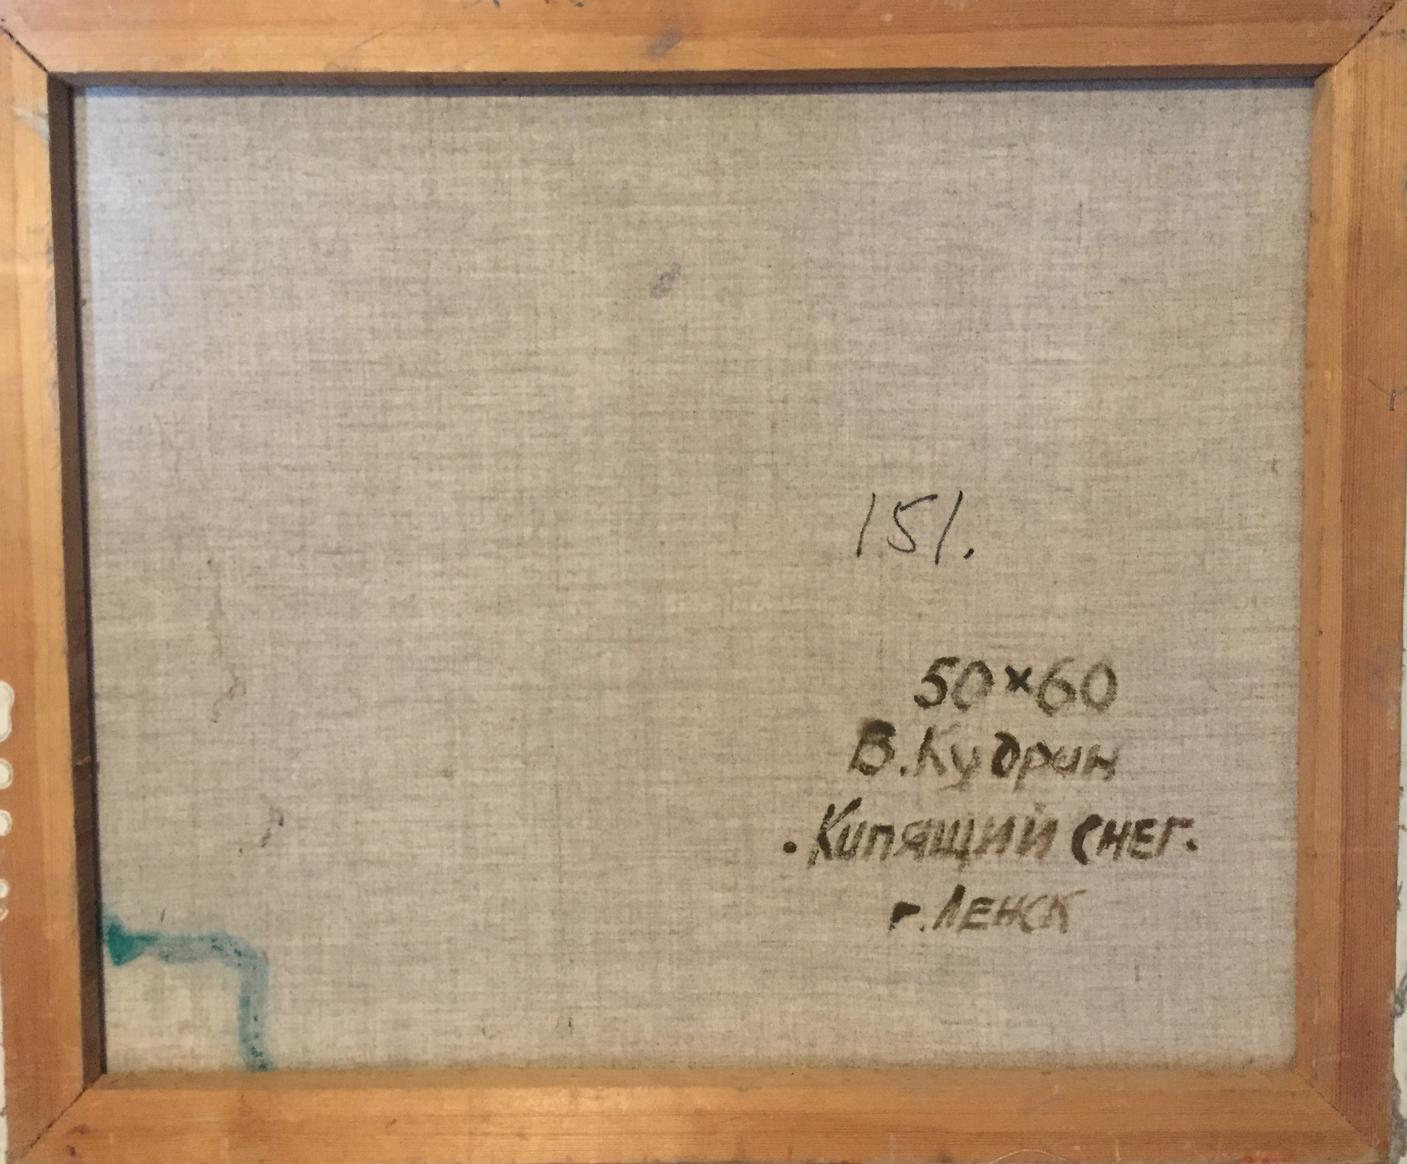 151.
50×60
В.Кудрин
.Кипящий снег.
г.Ленск